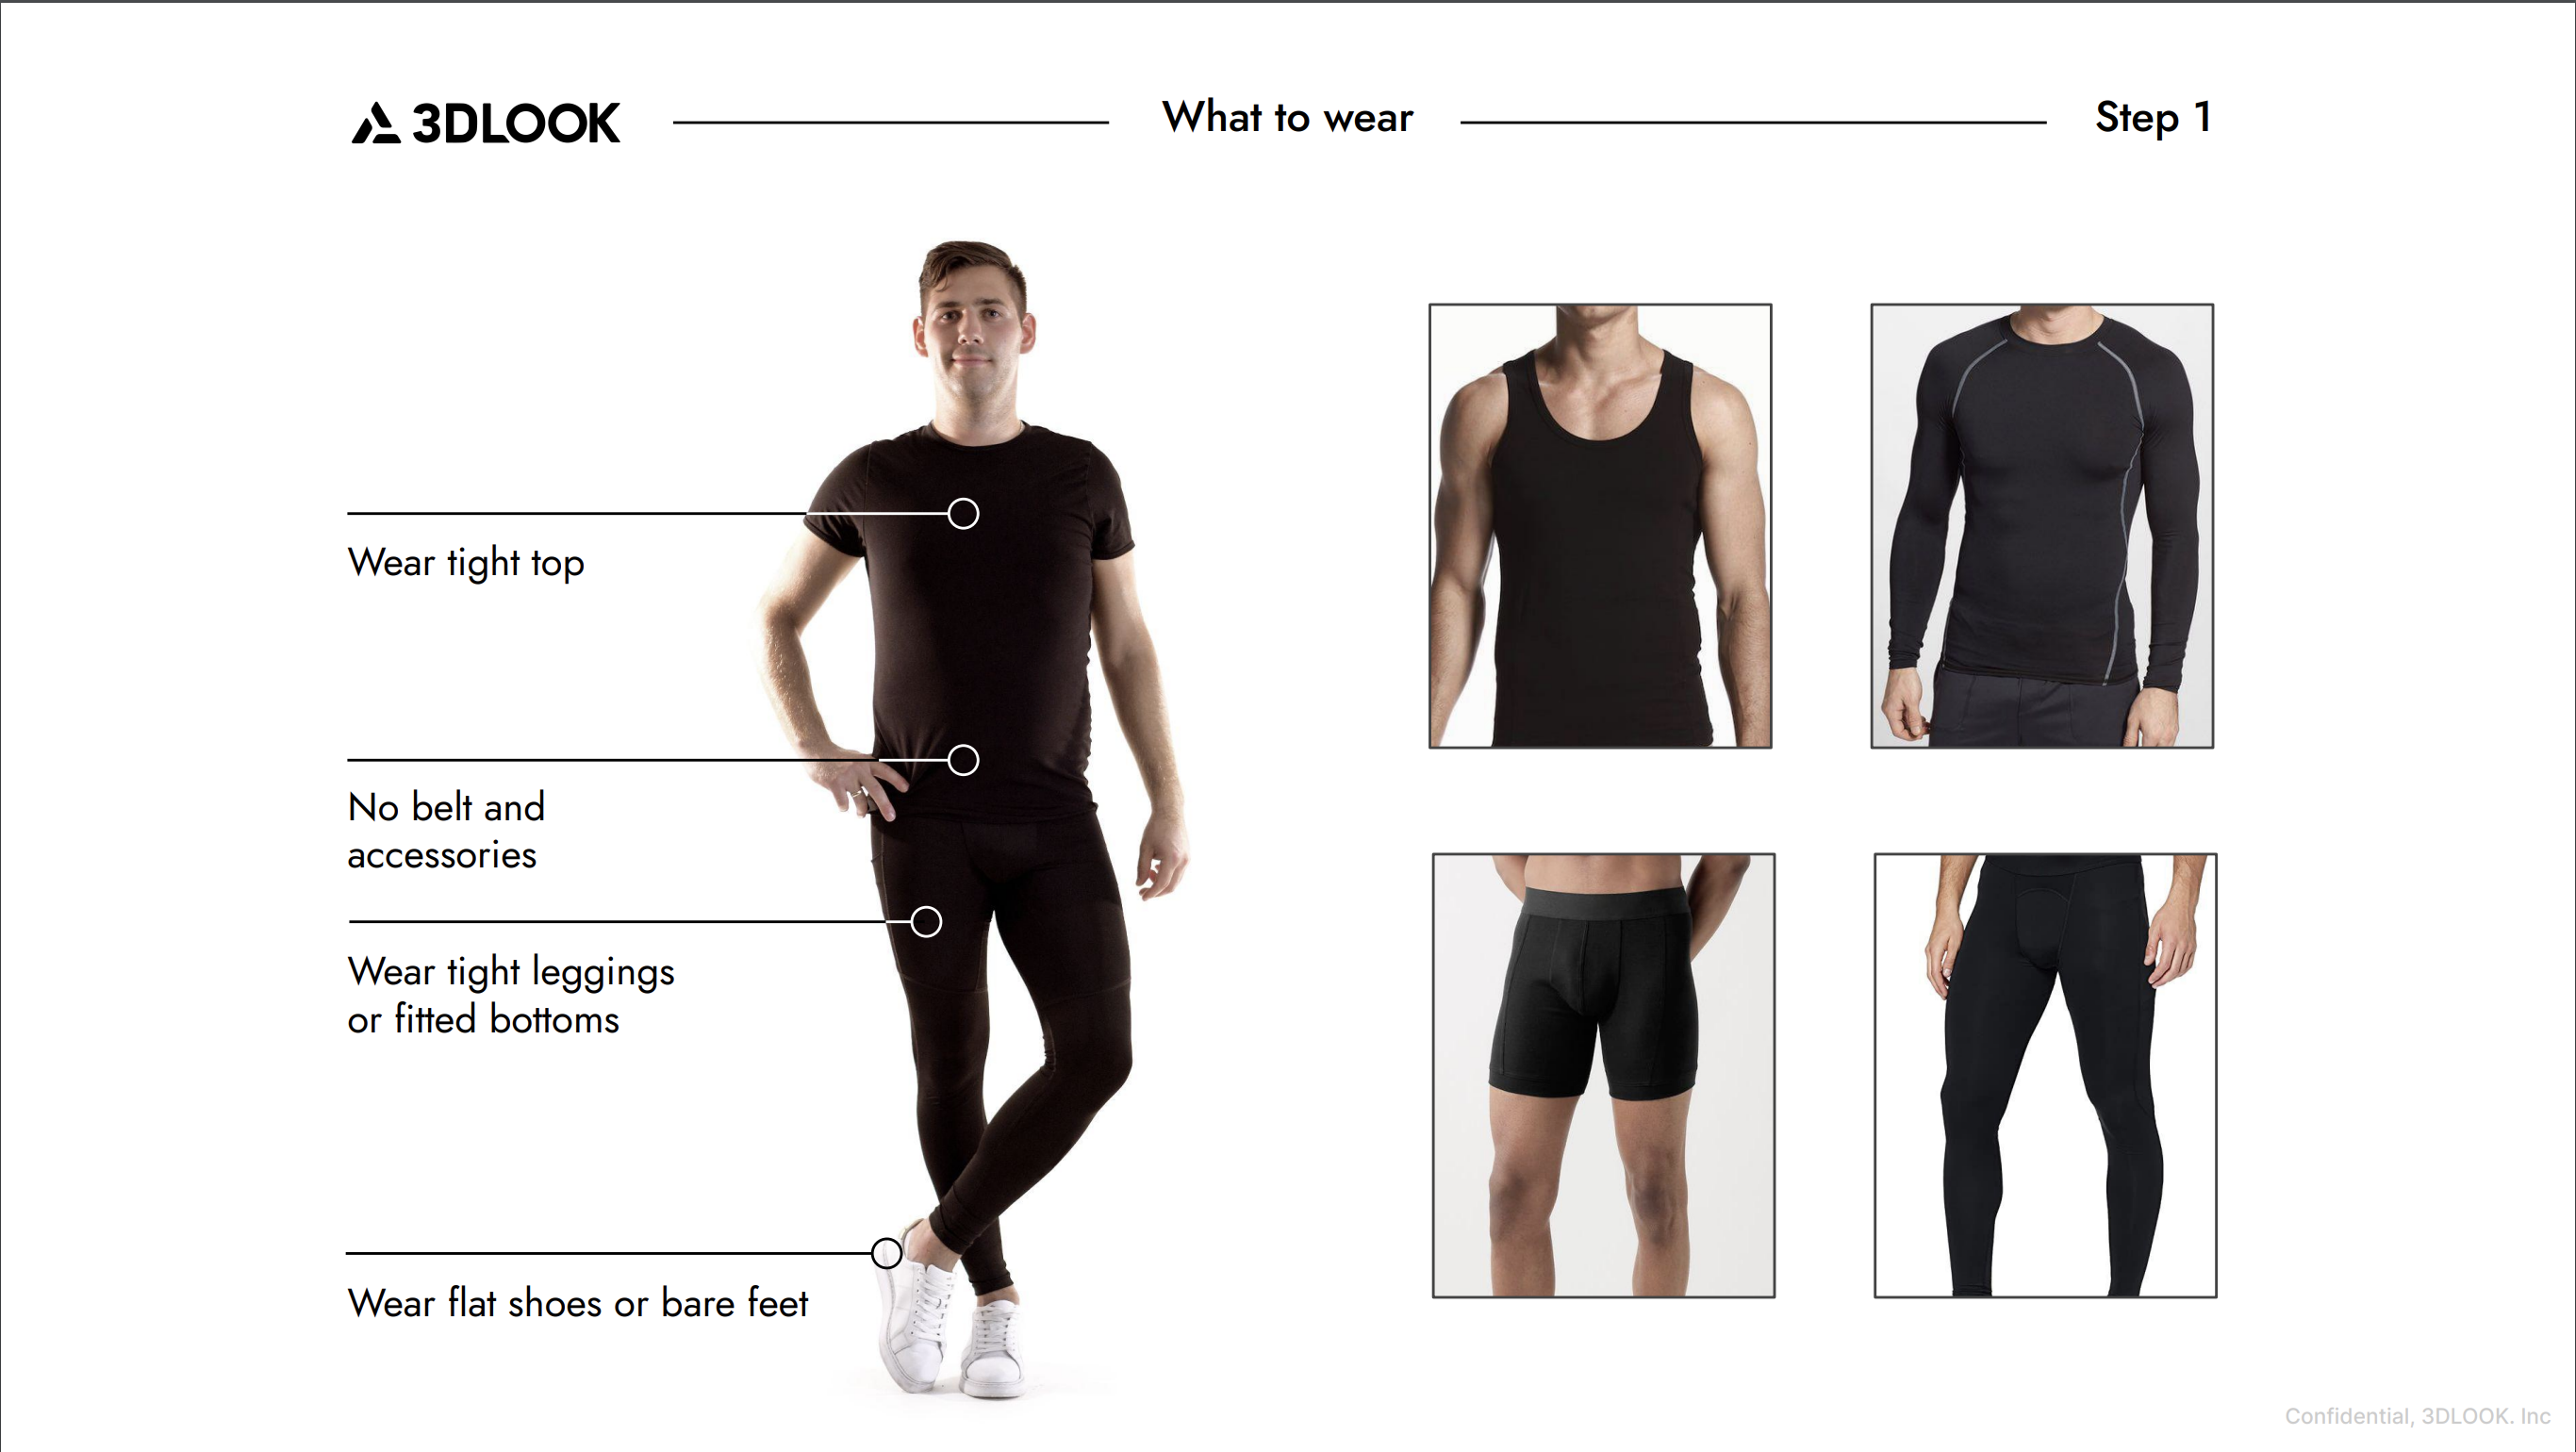 3DLOOK
What to wear
Step 1
Wear tight top
No belt and
accessories
Wear tight leggings
or fitted bottoms
Wear flat shoes or bare feet
Confidential, 3DLOOK. Inc